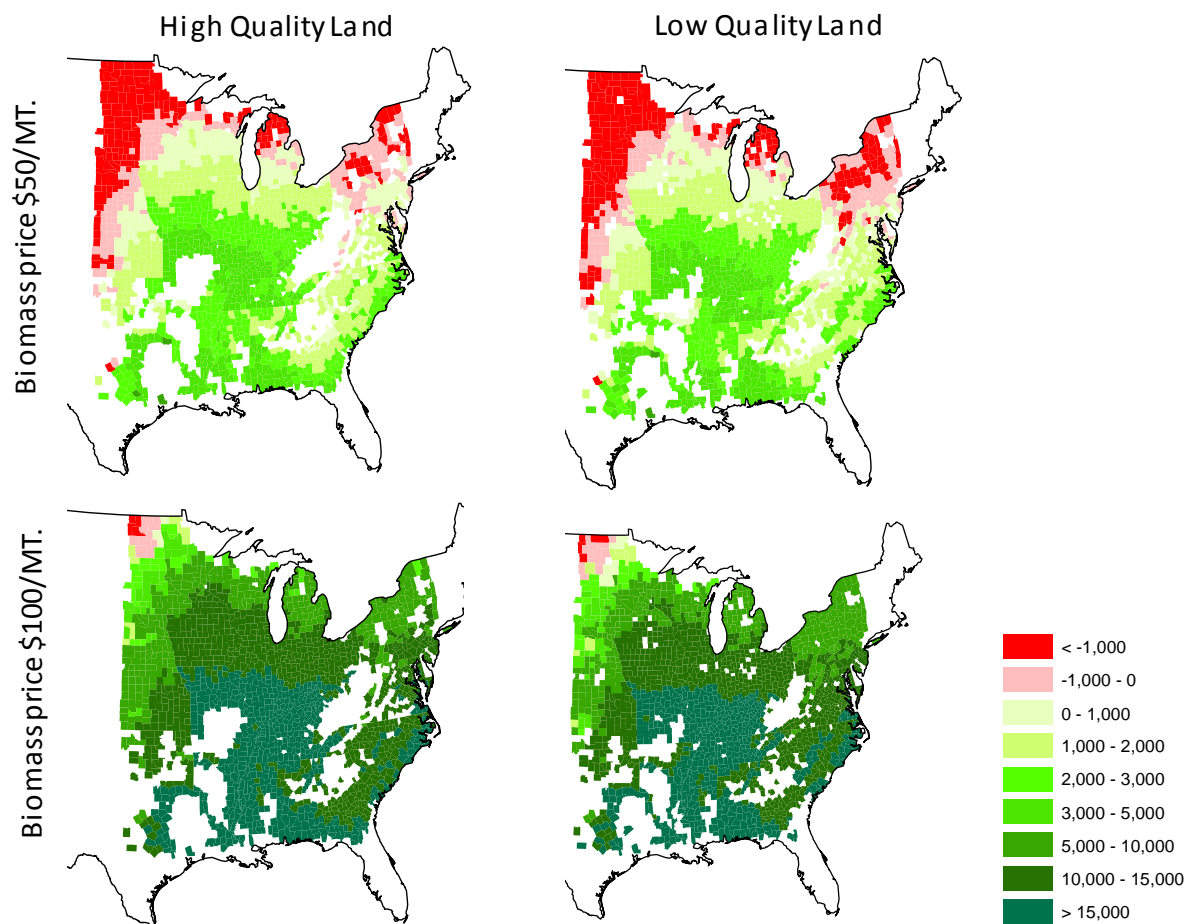 High Quality Land
Low Quality Land
Biomass price $50/MT.
Biomass price $100/MT.
< -1,000
-1,000 - 0
0 - 1,000
1,000 - 2,000
2,000 - 3,000
3,000 - 5,000
5,000 - 10,000
10,000 - 15,000
> 15,000